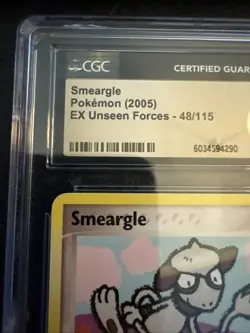 CGC
CERTIFIED GUAR
Smeargle
Pokémon (2005)
EX Unseen Forces - 48/115
6034594290
Smeargle